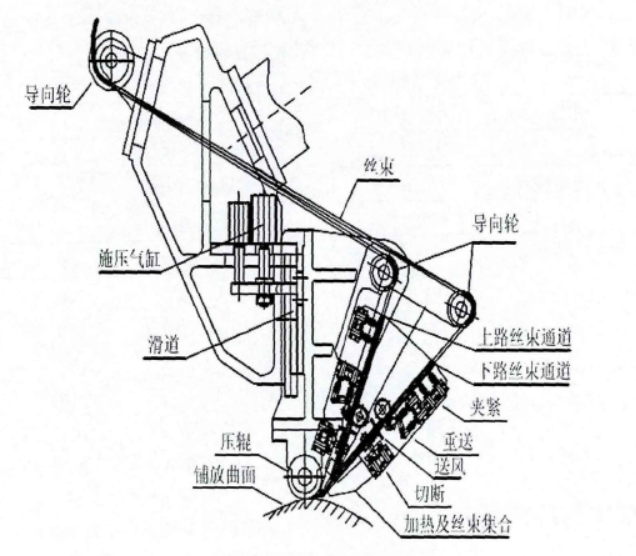 导向轮
丝束
导向轮
施压气缸
上路丝束通道
滑道
下路丝束通道
夹紧
压辊
重送
送风
铺放曲面
切断
加热及丝束集合